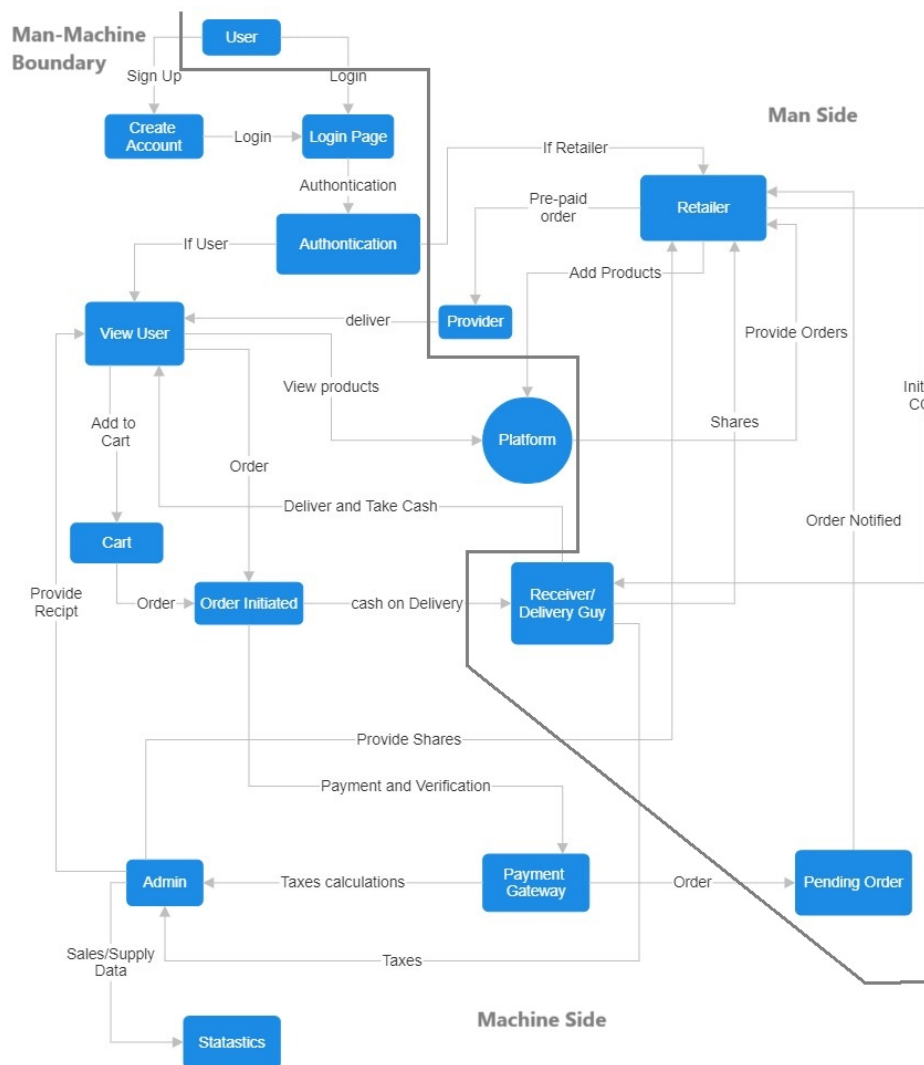 Man-Machine
Boundary
User
Sign Up
Login
Man Side
Create
Account
Login
Login Page
If Retailer
Authontication
Pre-paid
order
Retailer
If User
Authontication
Add Products
deliver
Provider
View User
Provide Orders
View products
Init
CO
Add to
Cart
Shares
Platform
Order
Deliver and Take Cash
Order Notified
Cart
Provide
Recipt
Order
Order Initiated
cash on Delivery
Receiver/
Delivery Guy
Provide Shares
Payment and Verification
Admin
Taxes calculations
Payment
Gateway
Order
Pending Order
Sales/Supply
Data
Taxes
Machine Side
Statastics